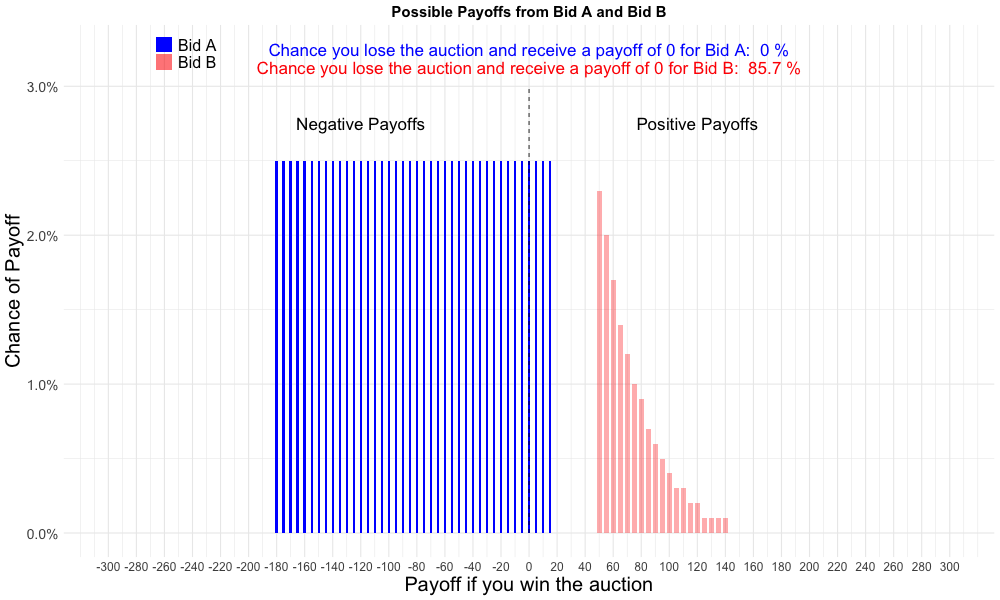 Possible Payoffs from Bid A and Bid B
Bid A
Bid B
Chance you lose the auction and receive a payoff of 0 for Bid A:  0 %
Chance you lose the auction and receive a payoff of 0 for Bid B:  85.7 %
Negative Payoffs
Positive Payoffs
Chance of Payoff
3.0%
2.0%
1.0%
0.0%
-300 -280 -260 -240 -220 -200 -180 -160 -140 -120 -100 -80 -60 -40 -20 0 20 40 60 80 100 120 140 160 180 200 220 240 260 280 300
Payoff if you win the auction